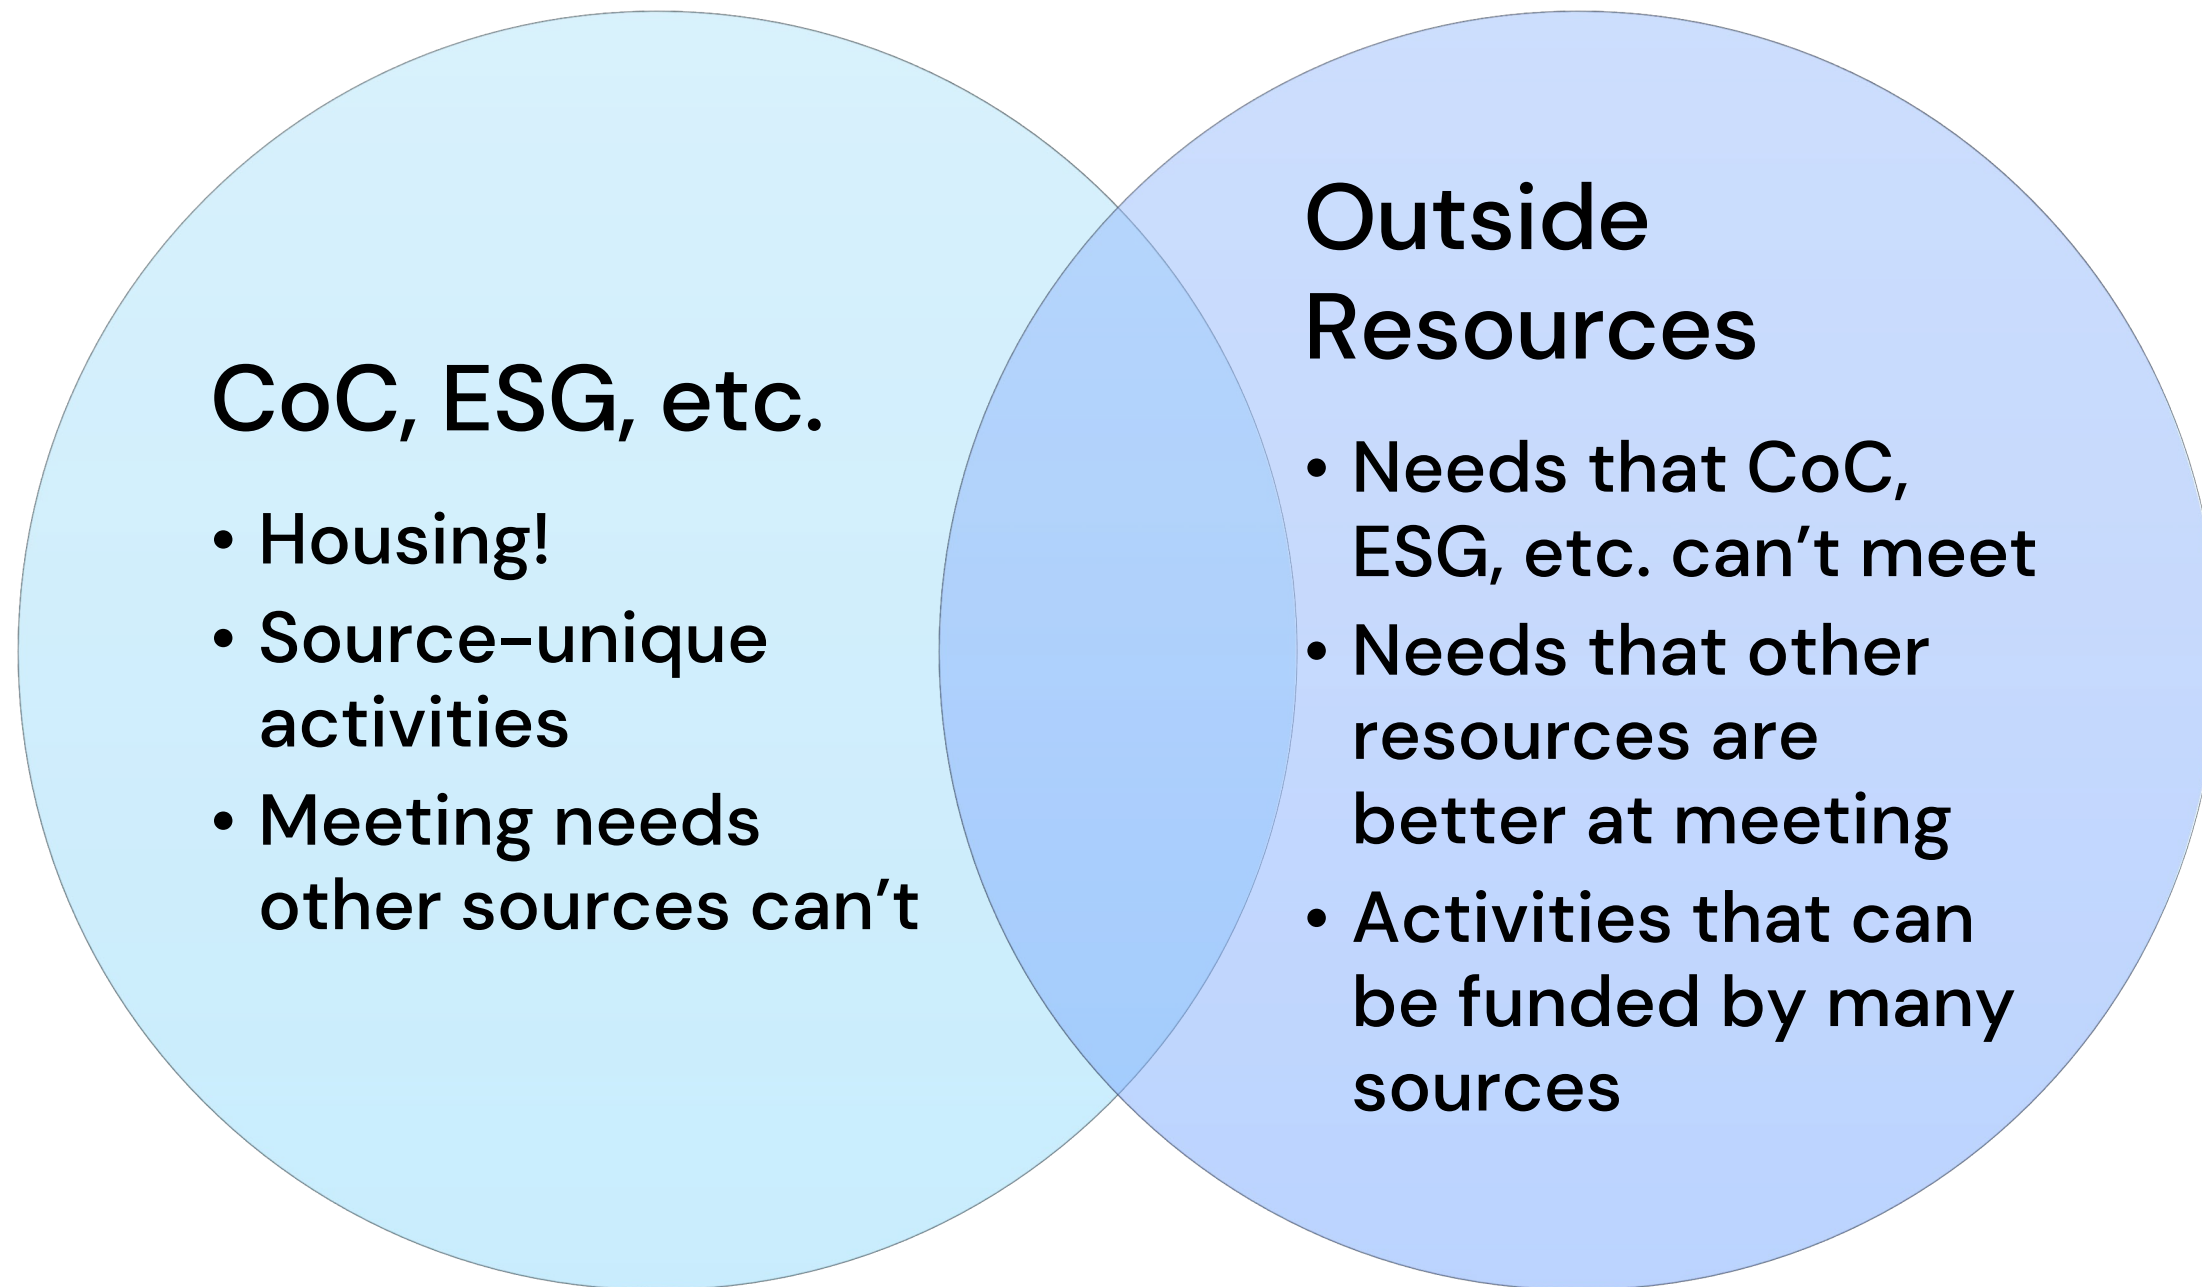 CoC, ESG, etc.
• Housing!
• Source-unique
activities
• Meeting needs
other sources can’t
Outside
Resources
• Needs that CoC,
ESG, etc. can’t meet
• Needs that other
resources are
better at meeting
• Activities that can
be funded by many
sources